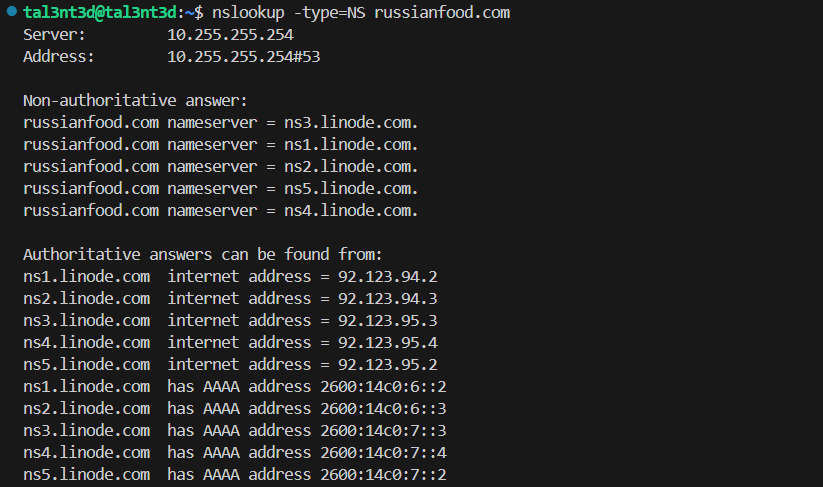 tal3nt3d@tal3nt3d:~$ nslookup -type=NS russianfood.com
Server:         10.255.255.254
Address:        10.255.255.254#53

Non-authoritative answer:
russianfood.com nameserver = ns3.linode.com.
russianfood.com nameserver = ns1.linode.com.
russianfood.com nameserver = ns2.linode.com.
russianfood.com nameserver = ns5.linode.com.
russianfood.com nameserver = ns4.linode.com.

Authoritative answers can be found from:
ns1.linode.com  internet address = 92.123.94.2
ns2.linode.com  internet address = 92.123.94.3
ns3.linode.com  internet address = 92.123.95.3
ns4.linode.com  internet address = 92.123.95.4
ns5.linode.com  internet address = 92.123.95.2
ns1.linode.com  has AAAA address 2600:14c0:6::2
ns2.linode.com  has AAAA address 2600:14c0:6::3
ns3.linode.com  has AAAA address 2600:14c0:7::3
ns4.linode.com  has AAAA address 2600:14c0:7::4
ns5.linode.com  has AAAA address 2600:14c0:7::2